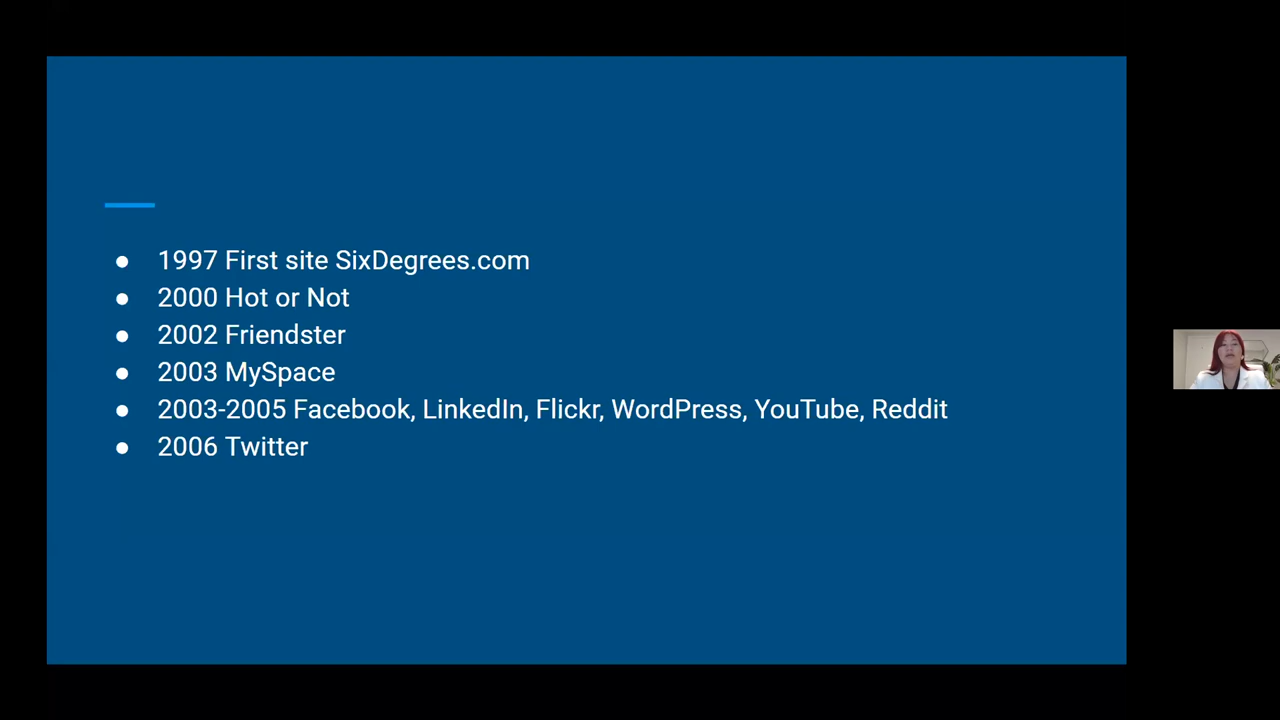 1997 First site SixDegrees.com
2000 Hot or Not
2002 Friendster
2003 MySpace
2003-2005 Facebook, LinkedIn, Flickr, WordPress, YouTube, Reddit
2006 Twitter